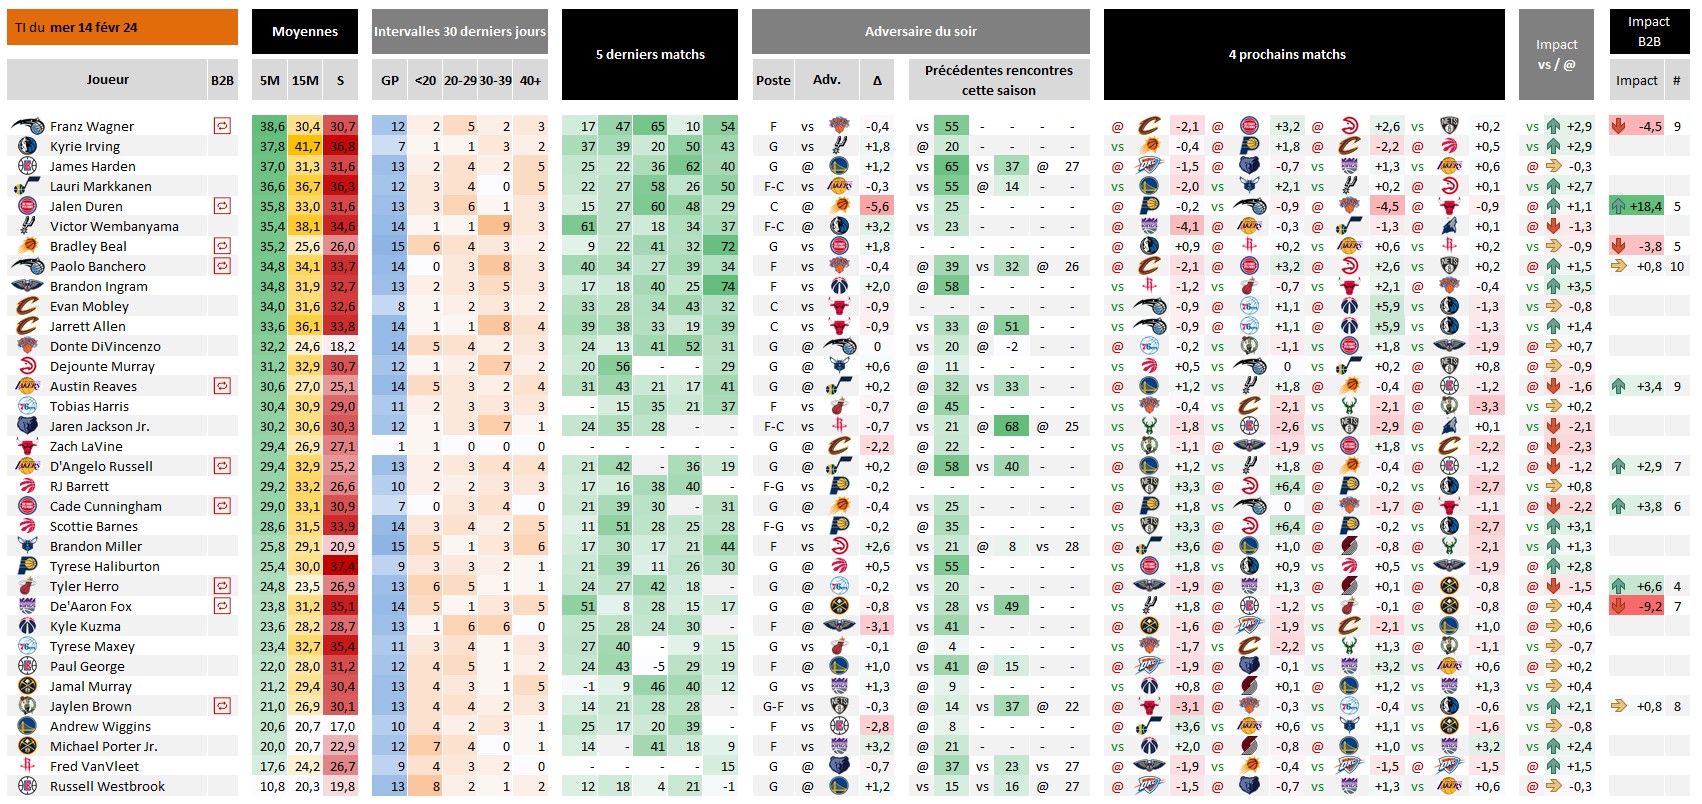 TI du mer 14 févr 24
Moyennes
Intervalles 30 derniers jours
5 derniers matchs
Adversaire du soir
4 prochains matchs
Impact vs / @
Impact B2B
Joueur B2B 5M 15M S GP <20 20-29 30-39 40+ Poste Adv. Δ Précédentes rencontres cette saison Impact #
Franz Wagner 38,6 30,4 30,7 12 2 5 2 3 17 47 65 10 54 F vs -0,4 vs 55 - - - - @ -2,1 @ +3,2 @ +2,6 vs +0,2 vs +2,9 -4,5 9
Kyrie Irving 37,8 41,7 36,8 7 1 1 3 2 37 39 20 50 43 G vs +1,8 @ 20 - - - - vs -0,4 vs +1,8 @ -2,2 @ +0,5 vs +2,9
James Harden 37,0 31,3 31,6 13 2 4 2 5 25 22 36 62 40 G @ +1,2 vs 65 vs 37 @ 27 @ -1,5 @ -0,7 vs +1,3 vs +0,6 @ -0,3
Lauri Markkanen 36,6 36,7 36,3 12 3 4 0 5 22 27 58 26 50 F-C vs -0,3 vs 55 @ 14 - - vs -2,0 vs +2,1 vs +0,2 @ +0,1 vs +2,7
Jalen Duren 35,8 33,0 31,6 13 3 6 1 3 15 27 60 48 29 C @ -5,6 vs 25 - - - - @ -0,2 vs -0,9 @ -4,5 @ -0,9 @ +1,1 +18,4 5
Victor Wembanyama 35,4 38,1 34,6 14 1 1 9 3 61 27 18 34 37 F-C @ +3,2 vs 23 - - - - @ -4,1 @ -0,3 @ -1,3 @ +0,1 @ -1,3
Bradley Beal 35,2 25,6 26,0 15 6 4 3 2 9 22 41 32 72 G vs +1,8 - - - - - - @ +0,9 @ +0,2 vs +0,6 vs +0,2 vs -0,9 -3,8 5
Paolo Banchero 34,8 34,1 33,7 14 0 3 8 3 40 34 27 39 34 F vs -0,4 @ 39 vs 32 @ 26 @ -2,1 @ +3,2 @ +2,6 vs +0,2 @ +1,5 +0,8 10
Brandon Ingram 34,8 31,9 32,7 13 2 3 5 3 17 18 40 25 74 F vs +2,0 @ 58 - - - - vs -1,2 vs -0,7 vs +2,1 @ -0,4 vs +3,5
Evan Mobley 34,0 31,6 32,6 8 1 2 3 2 33 28 34 43 32 C vs -0,9 - - - - - - vs -0,9 @ +1,1 @ +5,9 vs -1,3 vs -0,8
Jarrett Allen 33,6 36,1 33,8 14 1 1 8 4 39 38 33 19 39 C vs -0,9 vs 33 @ 51 - - vs -0,9 @ +1,1 @ +5,9 vs -1,3 vs +1,4
Donte DiVincenzo 32,2 24,6 18,2 14 5 4 2 3 24 13 41 52 31 G @ 0 vs 20 @ -2 - - @ -0,2 vs -1,1 vs +1,8 @ -1,9 @ +0,7
Dejounte Murray 31,2 32,9 30,7 12 1 2 7 2 20 56 - - 29 G @ +0,6 @ 11 - - - - vs +0,5 vs 0 vs +0,2 @ +0,8 @ -0,9
Austin Reaves 30,6 27,0 25,1 14 5 3 2 4 31 43 21 17 41 G @ +0,2 @ 32 vs 33 - - @ +1,2 vs +1,8 @ -0,4 @ -1,2 @ -1,6 +3,4 9
Tobias Harris 30,4 30,9 29,0 11 2 3 3 3 - 15 35 21 37 F vs -0,7 @ 45 - - - - vs -0,4 vs -2,1 vs -2,1 @ -3,3 vs +0,2
Jaren Jackson Jr. 30,2 30,6 30,3 12 1 3 7 1 24 35 28 - - F-C vs -0,7 vs 21 @ 68 @ 25 vs -1,8 vs -2,6 vs -2,9 @ +0,1 vs -2,1
Zach LaVine 29,4 26,9 27,1 1 1 0 0 0 - - - - - G @ -2,2 @ 22 - - - - vs -1,1 @ -1,9 vs +1,8 vs -2,2 @ -2,3
D'Angelo Russell 29,4 32,9 25,2 13 2 3 4 4 21 42 - 36 19 G @ +0,2 @ 58 vs 40 - - @ +1,2 vs +1,8 @ -0,4 @ -1,2 @ -1,2 +2,9 7
RJ Barrett 29,2 33,2 26,6 10 2 2 3 3 17 16 38 40 - F-G vs -0,2 - - - - - - vs +3,3 @ +6,4 @ -0,2 vs -2,7 vs +0,8
Cade Cunningham 29,0 33,1 30,9 7 0 3 4 0 21 39 30 - 31 G @ -0,4 vs 25 - - - - @ +1,8 vs 0 @ -1,7 @ -1,1 @ -2,2 +3,8 6
Scottie Barnes 28,6 31,5 33,9 14 3 4 2 5 11 51 28 25 28 F-G vs -0,2 @ 35 - - - - vs +3,3 @ +6,4 @ -0,2 vs -2,7 vs +3,1
Brandon Miller 25,8 29,1 20,9 15 5 1 3 6 17 30 17 21 44 F vs +2,6 vs 21 @ 8 vs 28 @ +3,6 @ +1,0 @ -0,8 @ -2,1 vs +1,3
Tyrese Haliburton 25,4 30,0 37,4 9 3 3 2 1 21 39 11 26 30 G @ +0,5 vs 55 - - - - vs +0,8 vs +0,9 vs +0,5 @ -1,9 @ +2,8
Tyler Herro 24,8 23,5 26,9 13 6 5 1 1 24 27 42 18 - G @ -0,2 vs 20 - - - - @ -1,9 @ +1,3 @ +0,1 vs -0,8 @ -1,5 +6,6 4
De'Aaron Fox 23,8 31,2 35,1 14 5 1 3 5 51 8 28 15 17 G @ -0,8 vs 28 vs 49 - - vs +1,8 @ -1,2 vs -0,1 @ -0,8 @ +0,4 -9,2 7
Kyle Kuzma 23,6 28,2 28,7 13 1 6 6 0 25 28 24 30 - F @ -3,1 vs 41 - - - - @ -1,6 @ -1,9 vs -2,1 vs +1,0 @ +0,6
Tyrese Maxey 23,4 32,7 35,4 11 3 4 1 3 27 40 - 9 15 G vs -0,1 @ 4 - - - - vs -1,7 vs -2,2 vs +1,3 @ -1,1 vs -0,7
Paul George 22,0 28,0 31,2 12 4 5 1 2 24 43 -5 29 19 F @ +1,0 vs 41 @ 15 - - @ -1,9 @ -0,1 vs +3,2 vs +0,6 @ +0,2
Jamal Murray 21,2 29,4 30,4 13 4 3 1 5 -1 9 46 40 12 G vs +1,3 @ 9 - - - - vs +0,8 @ +0,1 @ +1,2 vs +1,3 vs +0,4
Jaylen Brown 21,0 26,9 30,1 13 4 4 2 3 14 21 28 28 - G-F vs -0,3 @ 14 vs 37 @ 22 @ -3,1 @ -0,3 vs -0,4 vs -0,6 vs +2,1 +0,8 8
Andrew Wiggins 20,6 20,7 17,0 10 4 2 3 1 25 17 20 39 - F vs -2,8 @ 8 - - - - @ +3,6 vs +0,6 vs +1,1 vs -1,6 vs -0,8
Michael Porter Jr. 20,0 20,7 22,9 12 7 4 0 1 14 - 41 18 9 F vs +3,2 @ 21 - - - - vs +2,0 @ -0,8 @ +1,0 vs +3,2 vs +2,4
Fred VanVleet 17,6 24,2 26,7 9 4 3 2 0 - - - - 15 G @ -0,7 @ 37 vs 23 vs 27 @ -1,9 vs -0,4 @ -1,5 vs -1,5 @ +1,5
Russell Westbrook 10,8 20,3 19,8 13 8 2 1 2 12 18 4 21 -1 G @ +1,2 vs 15 vs 16 @ 27 @ -1,5 @ -0,7 vs +1,3 vs +0,6 @ -0,3